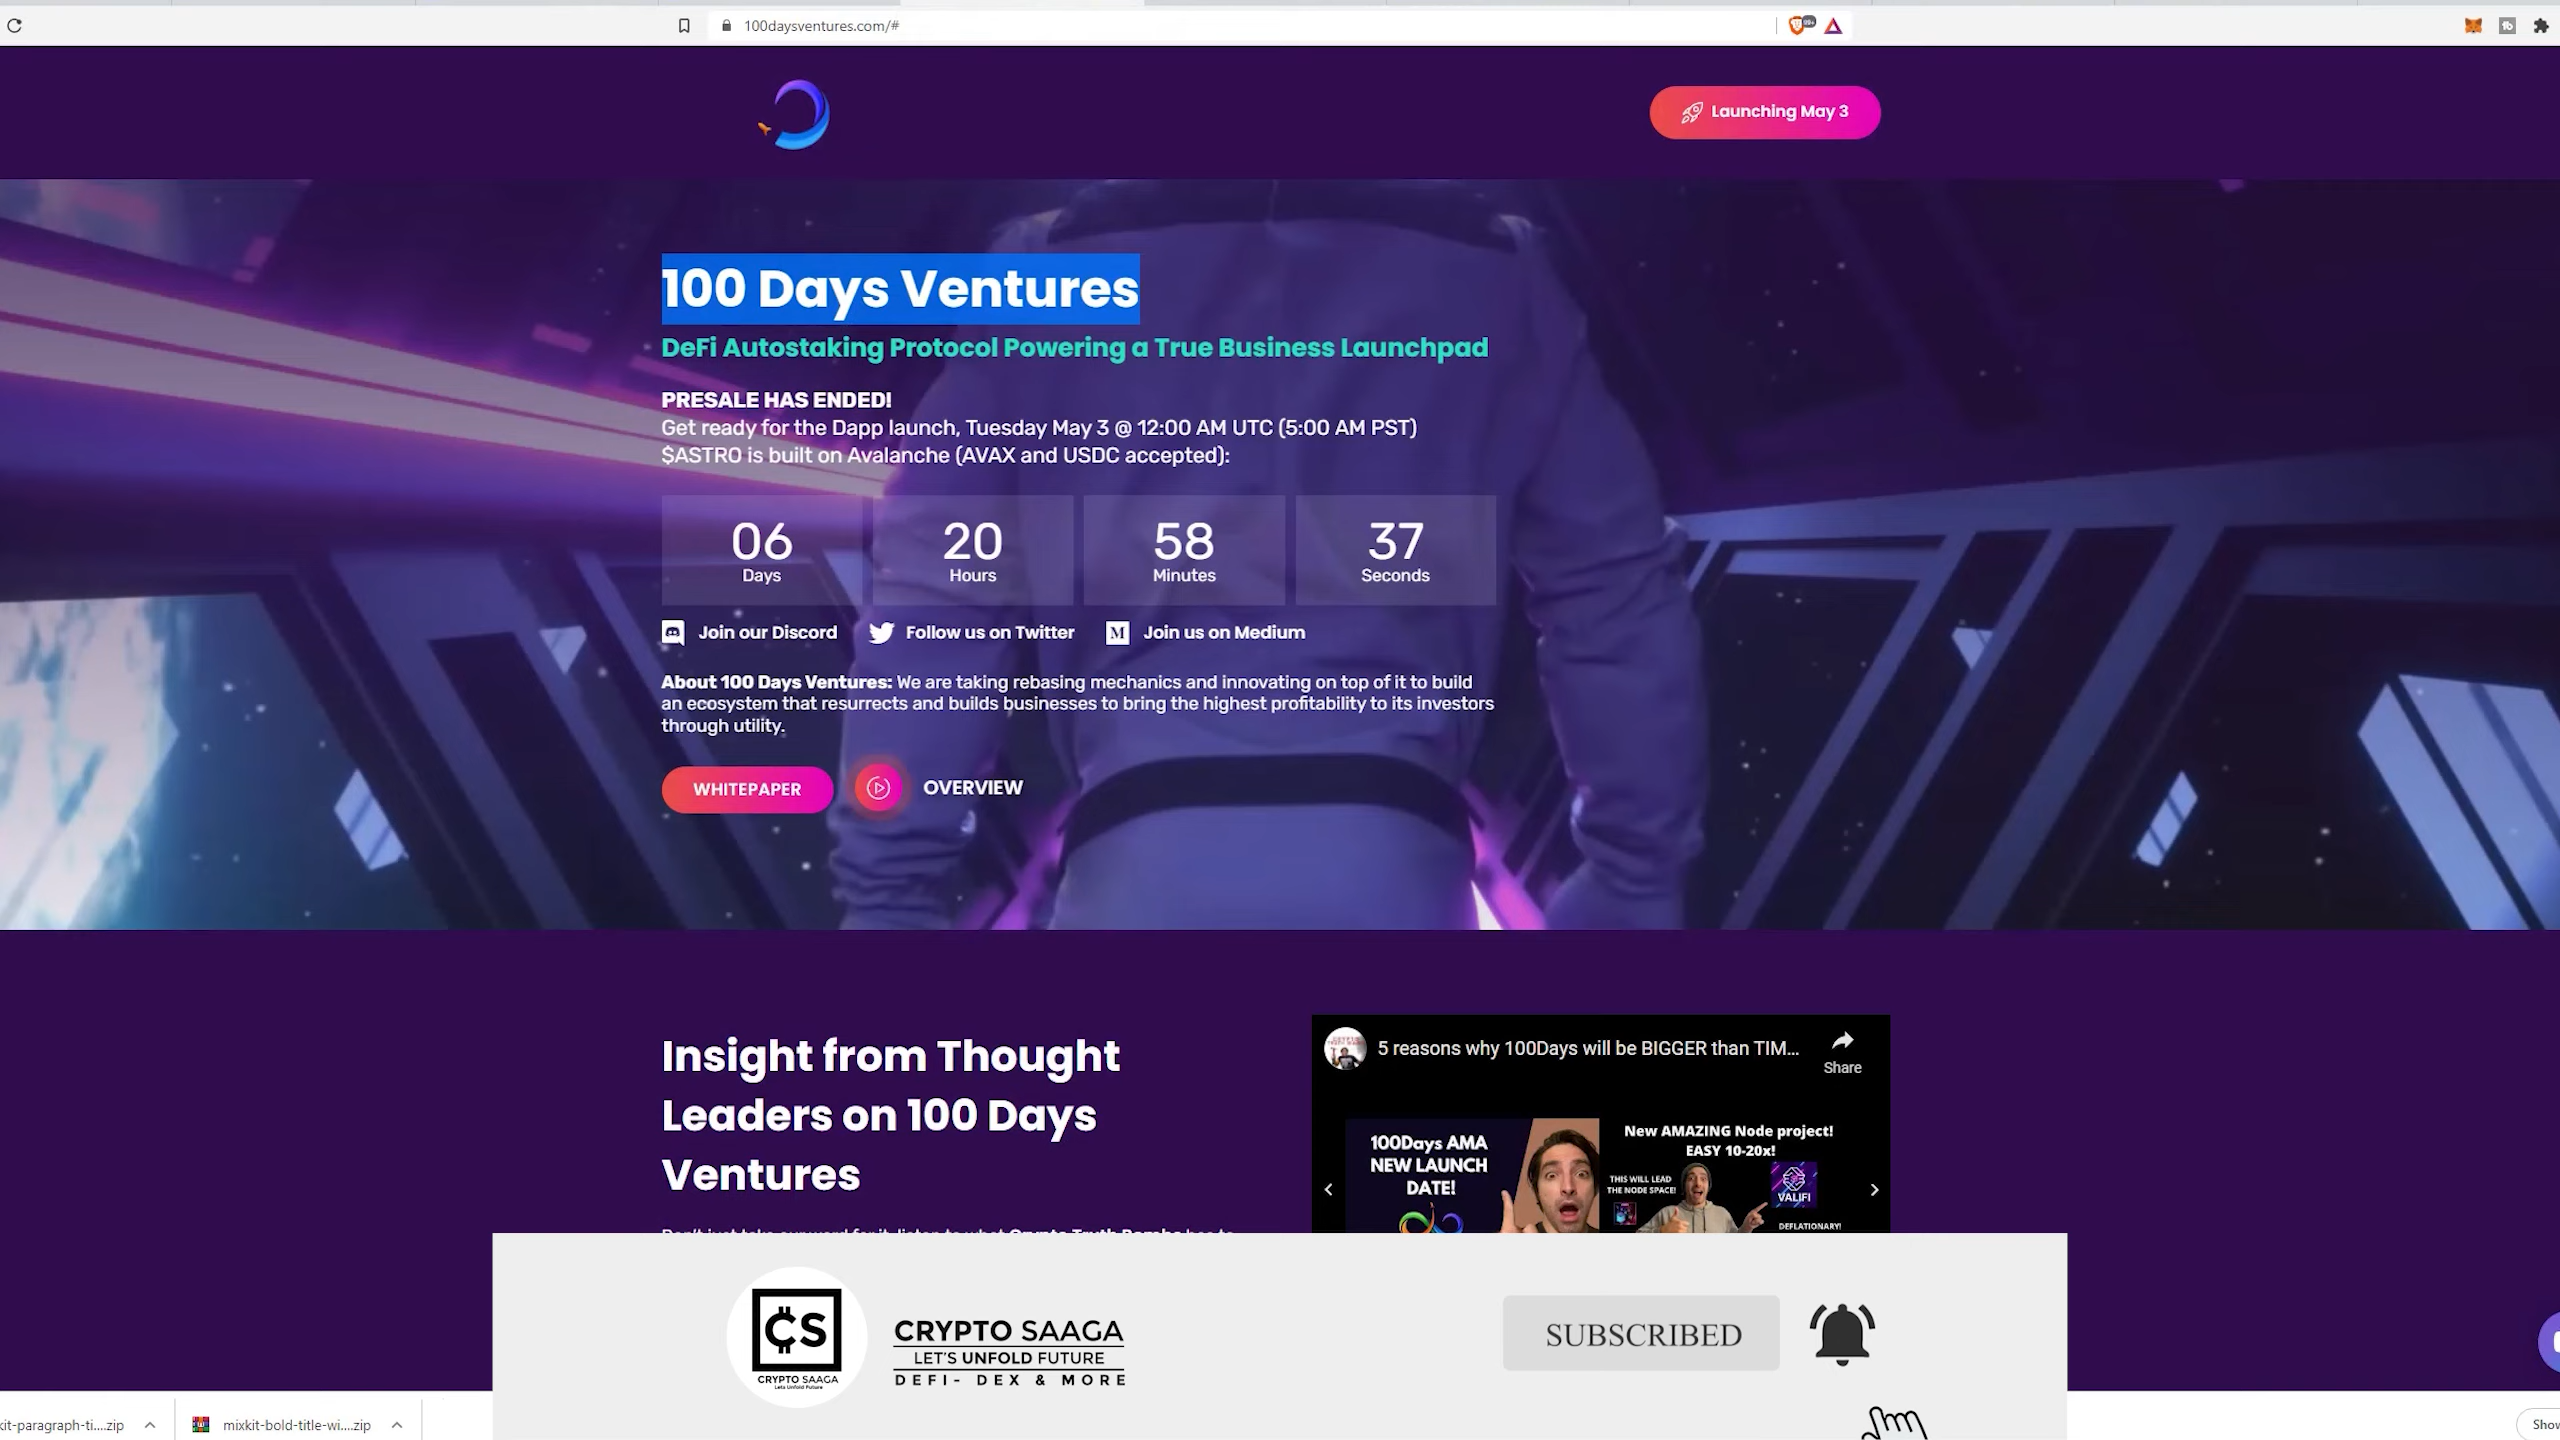 100daysventures.com/#
Launching May 3
100 Days Ventures
DeFi Autostaking Protocol Powering a True Business Launchpad
PRESALE HAS ENDED!
Get ready for the Dapp launch, Tuesday May 3 @ 12:00 AM UTC (5:00 AM PST)
$ASTRO is built on Avalanche (AVAX and USDC accepted):
06 20 58 37
Days Hours Minutes Seconds
Join our Discord Follow us on Twitter Join us on Medium
About 100 Days Ventures: We are taking rebasing mechanics and innovating on top of it to build
an ecosystem that resurrects and builds businesses to bring the highest profitability to its investors
through utility.
WHITEPAPER OVERVIEW
Insight from Thought
Leaders on 100 Days
Ventures
5 reasons why 100Days will be BIGGER than TIM...
Share
100Days AMA
NEW LAUNCH
DATE!
New AMAZING Node project!
EASY 10-20x!
THIS WILL LEAD
THE NODE SPACE!
VALIFI
DEFLATIONARY!
CS
CRYPTO SAAGA
Lets Unfold Future
CRYPTO SAAGA
LET'S UNFOLD FUTURE
DEFI- DEX & MORE
SUBSCRIBED
kit-paragraph-ti....zip
mixkit-bold-title-wi....zip
Show